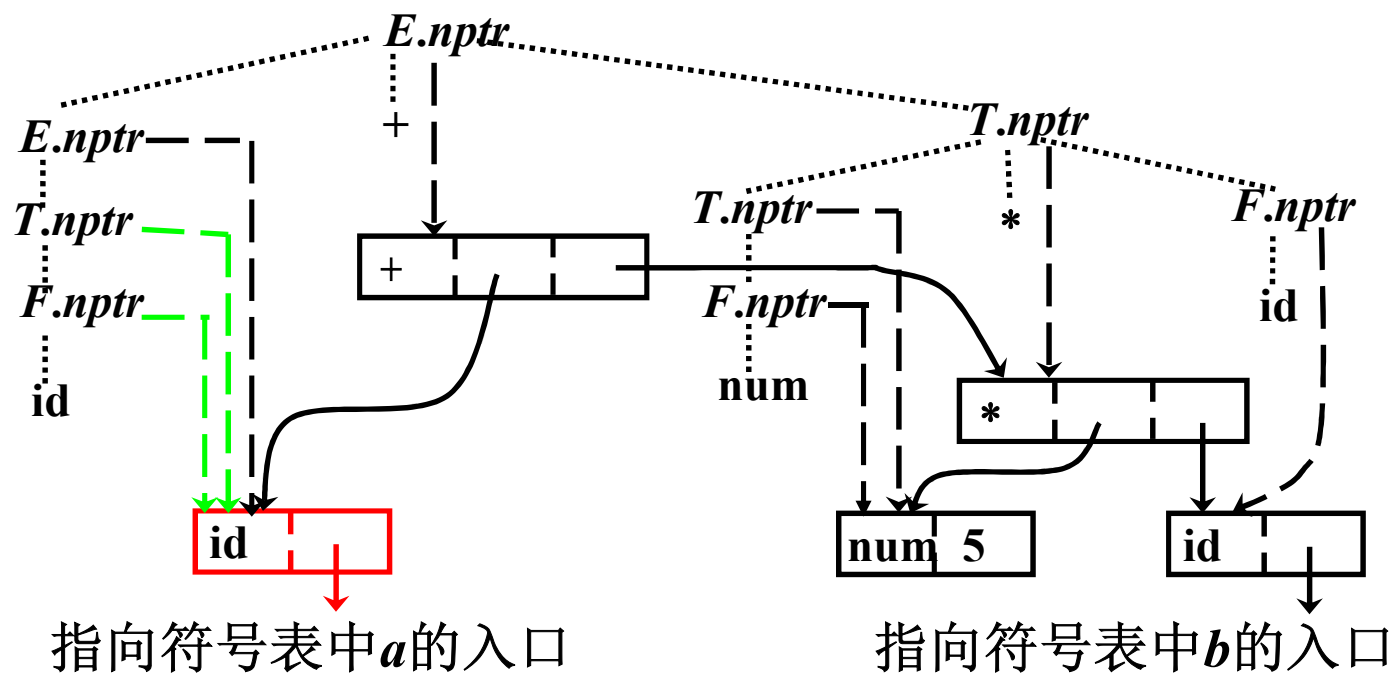 E.nptr
+
E.nptr
T.nptr
T.nptr
T.nptr
*
F.nptr
+
F.nptr
F.nptr
id
id
num
*
id
num 5
id
指向符号表中a的入口
指向符号表中b的入口